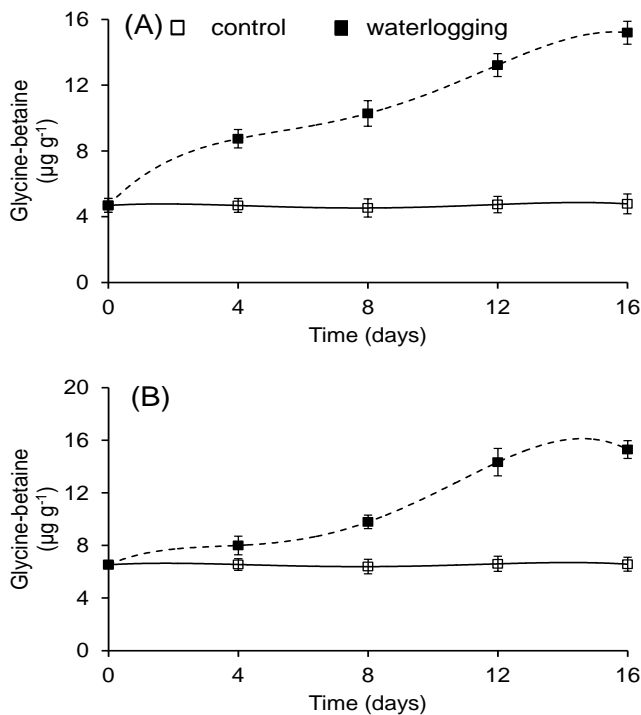 (A) □ control ■ waterlogging
16
12
8
4
0
Glycine-betaine
(µg g⁻¹)
0 4 8 12 16
Time (days)
(B)
20
16
12
8
4
0
Glycine-betaine
(µg g⁻¹)
0 4 8 12 16
Time (days)